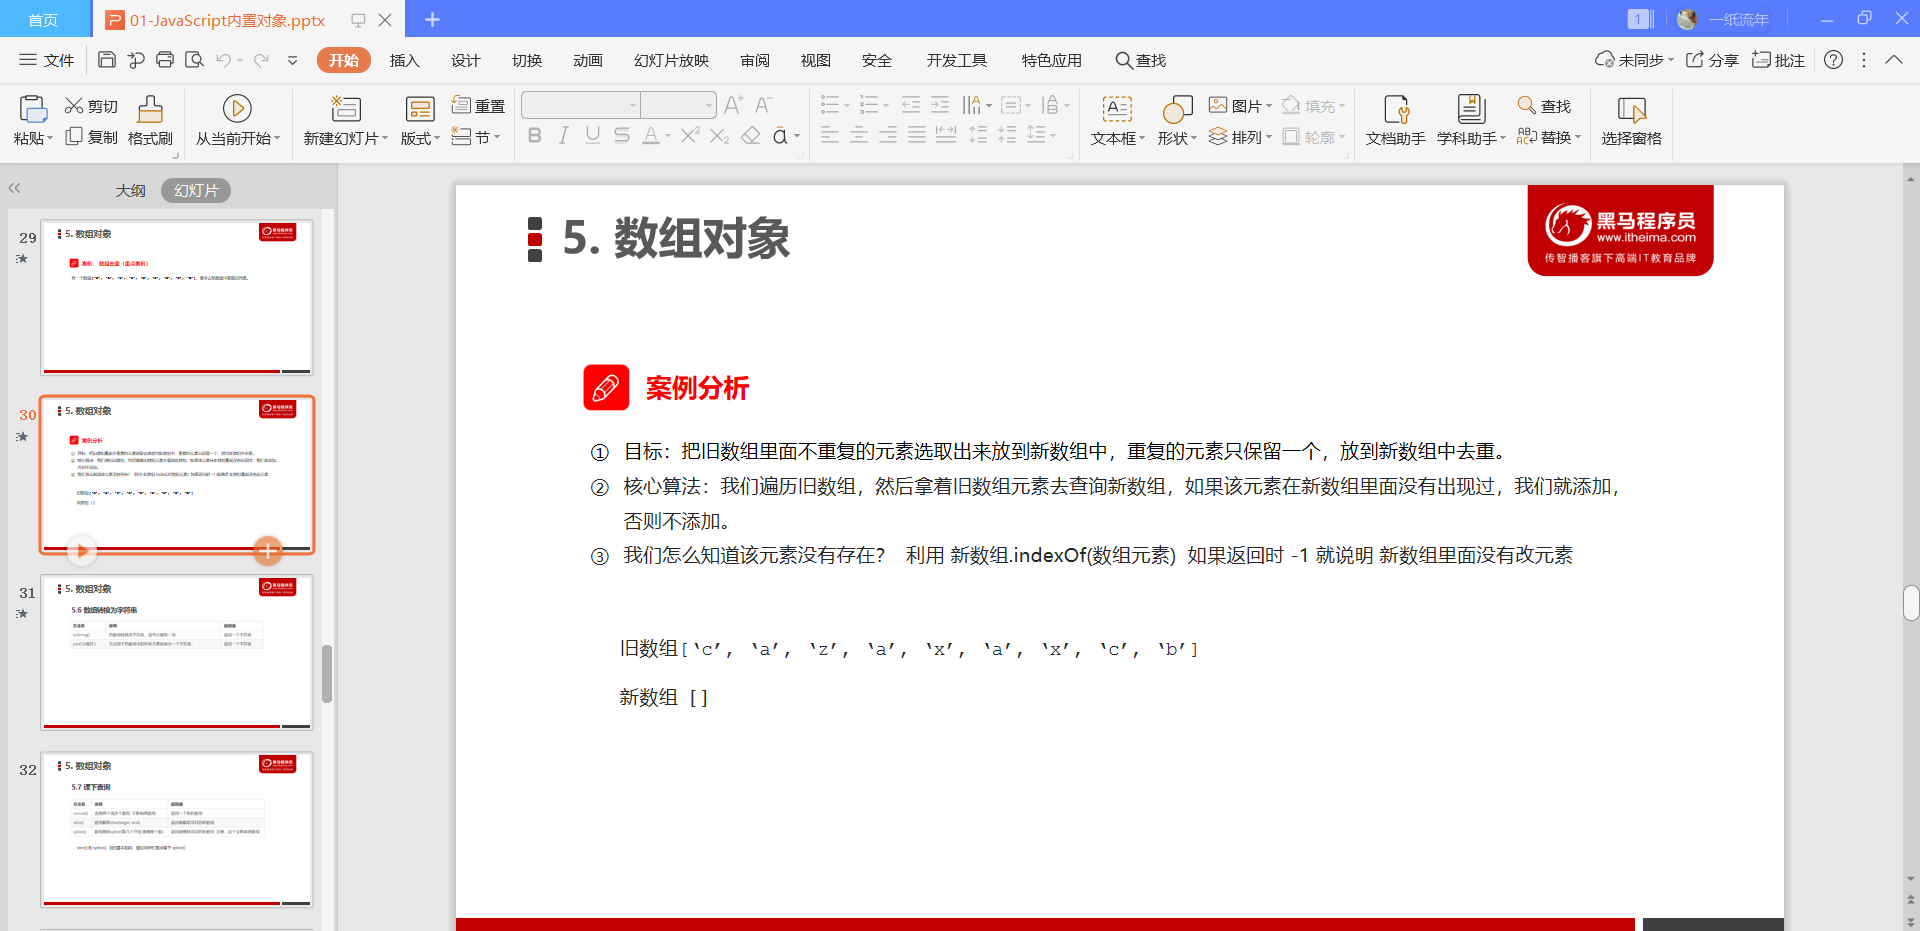 首页
01-JavaScript内置对象.pptx
1
一纸流年
文件
开始
插入
设计
切换
动画
幻灯片放映
审阅
视图
安全
开发工具
特色应用
查找
未同步
分享
批注
粘贴
剪切
复制
格式刷
从当前开始
新建幻灯片
版式
重置
节
文本框
形状
图片
排列
填充
轮廓
文档助手
学科助手
查找
替换
选择窗格
大纲
幻灯片
29
5. 数组对象
案例： 数组去重（重点案例）
30
5. 数组对象
案例分析
31
5. 数组对象
5.6 数组转换为字符串
32
5. 数组对象
5.7 课下查询
5. 数组对象
黑马程序员
www.itheima.com
传智播客旗下高端IT教育品牌
案例分析
① 目标：把旧数组里面不重复的元素选取出来放到新数组中，重复的元素只保留一个，放到新数组中去重。
② 核心算法：我们遍历旧数组，然后拿着旧数组元素去查询新数组，如果该元素在新数组里面没有出现过，我们就添加，
否则不添加。
③ 我们怎么知道该元素没有存在？ 利用 新数组.indexOf(数组元素) 如果返回时 -1 就说明 新数组里面没有改元素
旧数组[‘c’, ‘a’, ‘z’, ‘a’, ‘x’, ‘a’, ‘x’, ‘c’, ‘b’]
新数组 []